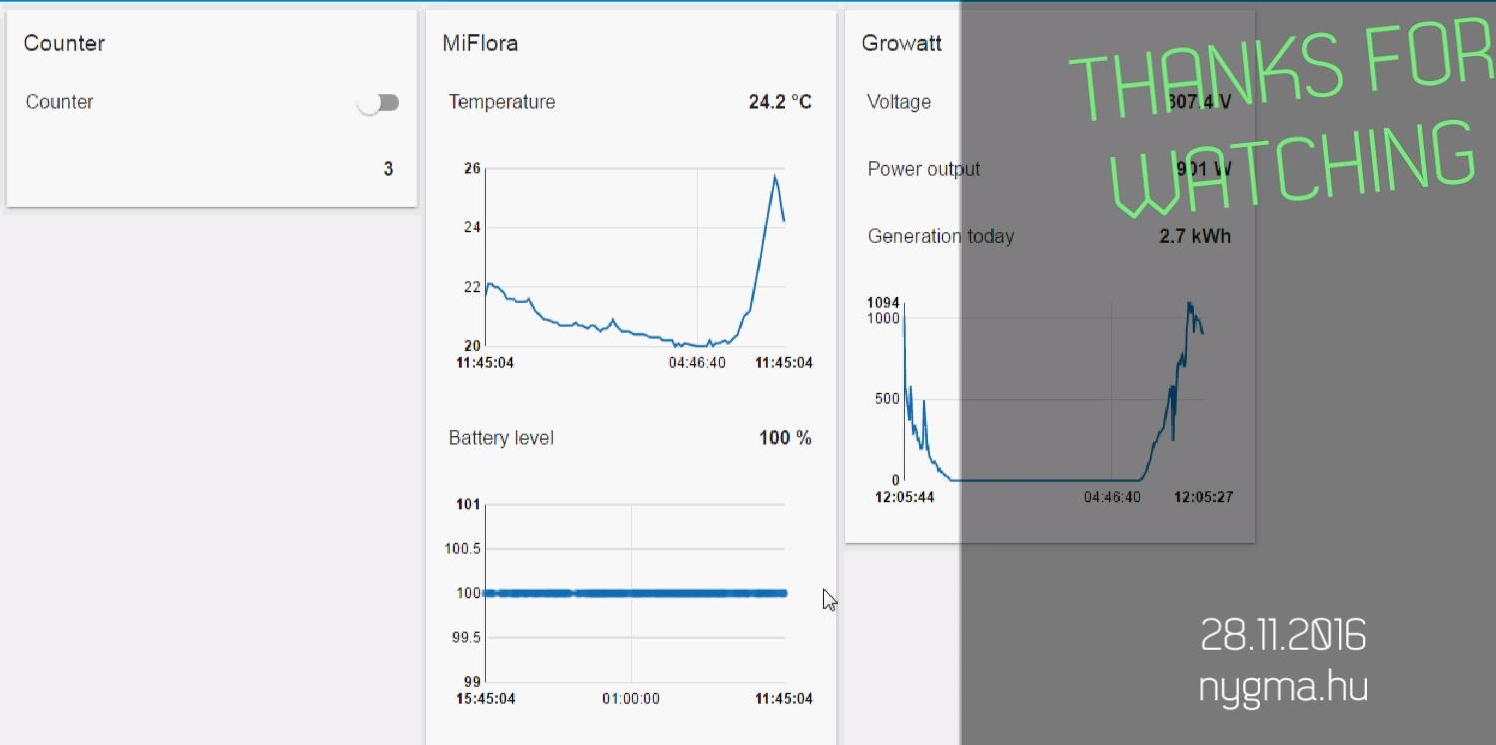 Counter
Counter
3
MiFlora
Temperature 24.2 °C
26
24
22
20
11:45:04 04:46:40 11:45:04
Battery level 100 %
101
100.5
100
99.5
99
15:45:04 01:00:00 11:45:04
Growatt
Voltage 307.4 V
Power output 901 W
Generation today 2.7 kWh
1094
1000
500
0
12:05:44 04:46:40 12:05:27
THANKS FOR
WATCHING
28.11.2016
nygma.hu